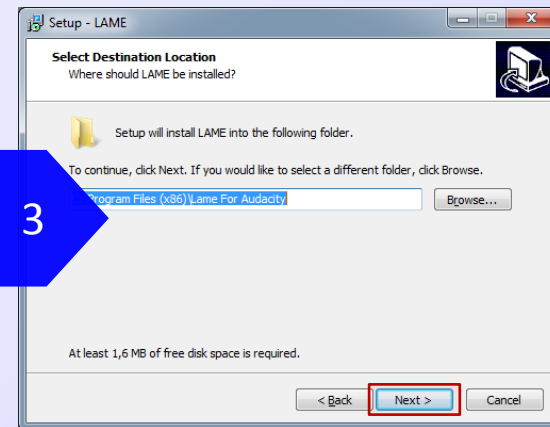 Setup - LAME
Select Destination Location
Where should LAME be installed?
Setup will install LAME into the following folder.
To continue, click Next. If you would like to select a different folder, click Browse.
Program Files (x86)\Lame For Audacity
Browse...
3
At least 1,6 MB of free disk space is required.
< Back
Next >
Cancel